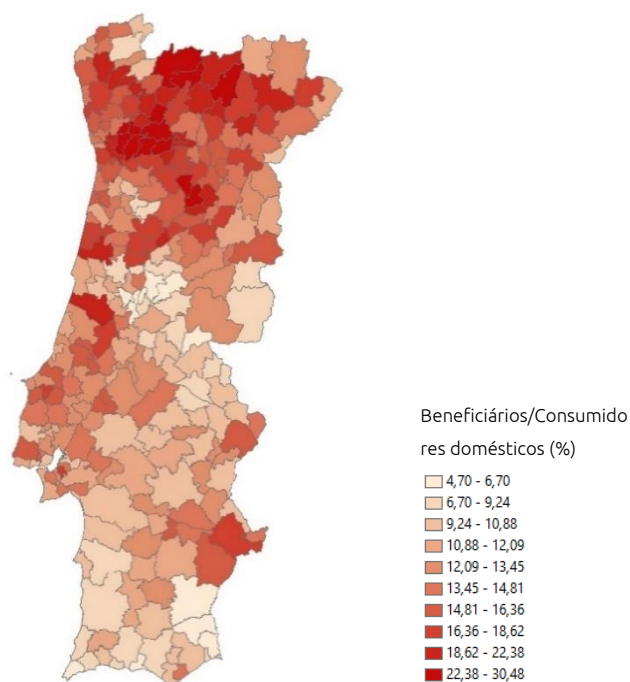 Beneficiários/Consumido
res domésticos (%)
4,70 - 6,70
6,70 - 9,24
9,24 - 10,88
10,88 - 12,09
12,09 - 13,45
13,45 - 14,81
14,81 - 16,36
16,36 - 18,62
18,62 - 22,38
22,38 - 30,48